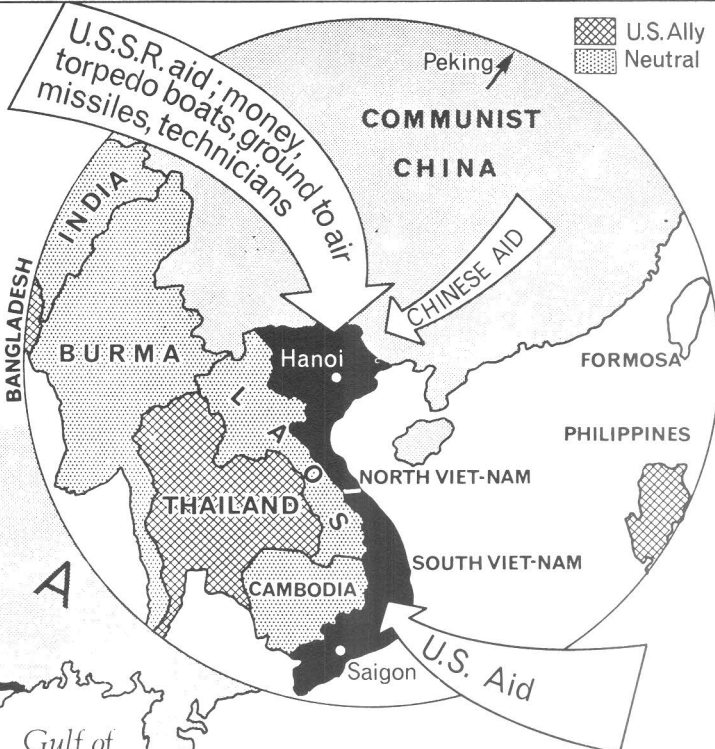 U.S.S.R. aid; money,
torpedo boats, ground to air
missiles, technicians
U.S. Ally
Neutral
Peking
COMMUNIST
CHINA
INDIA
CHINESE AID
BANGLADESH
BURMA
Hanoi
FORMOSA
LAOS
PHILIPPINES
NORTH VIET-NAM
THAILAND
SOUTH VIET-NAM
A
CAMBODIA
U.S. Aid
Saigon
Gulf of